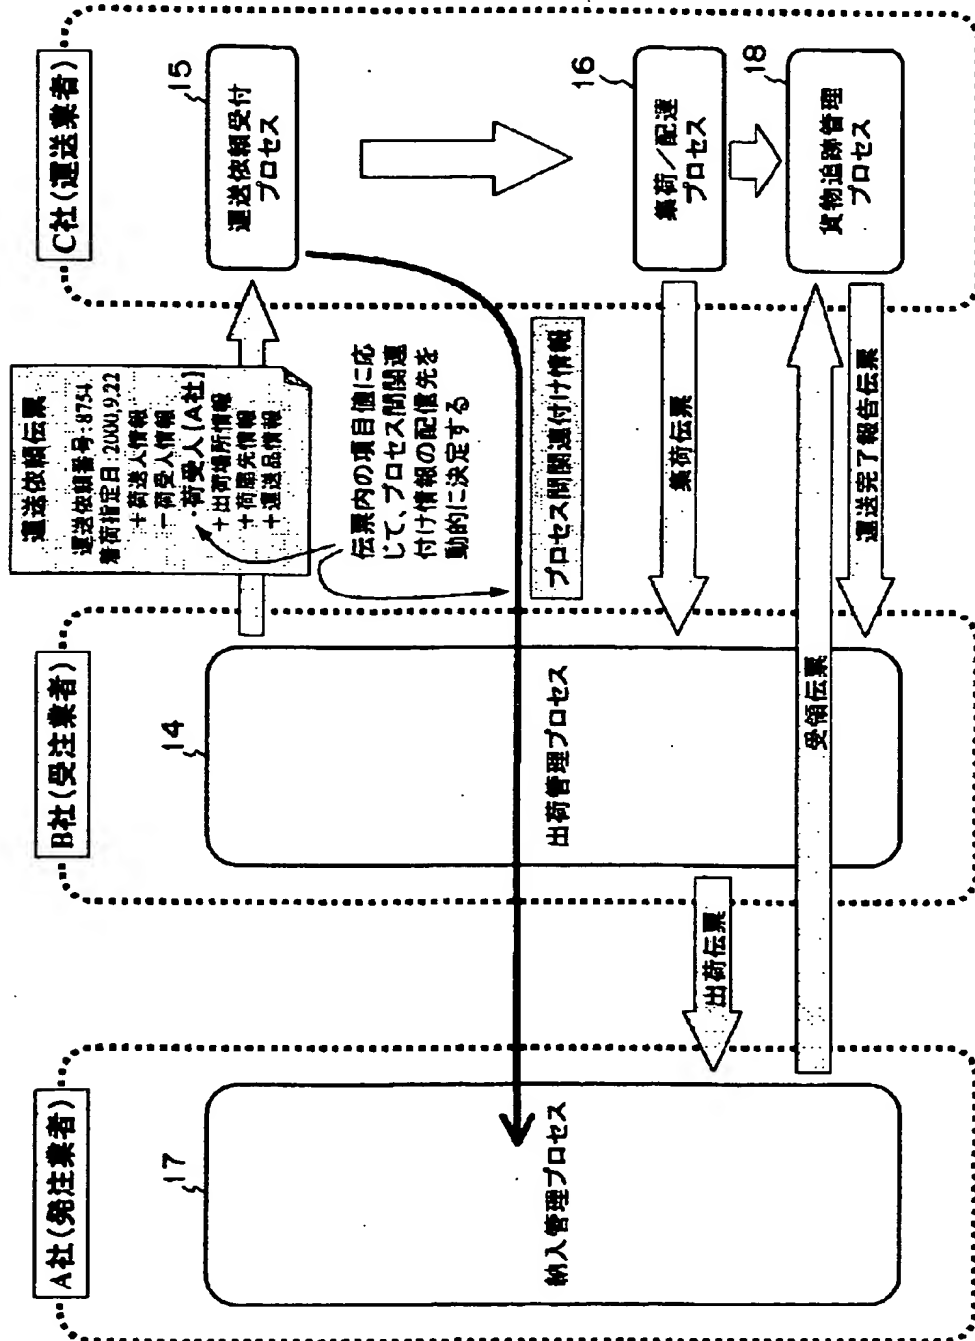 A社(発注業者)
B社(受注業者)
C社(運送業者)
17
納入管理プロセス
14
出荷管理プロセス
15
運送依頼受付
プロセス
16
集荷/配達
プロセス
18
貨物追跡管理
プロセス
運送依頼伝票
運送依頼番号:8754
着荷指定日:2000,9.22
+荷送人情報
-荷受人情報
・荷受人[A社]
+出荷場所情報
+荷届先情報
+運送品情報
伝票内の項目値に応
じて、プロセス間関連
付け情報の配信先を
動的に決定する
プロセス間関連付け情報
集荷伝票
出荷伝票
受領伝票
運送完了報告伝票